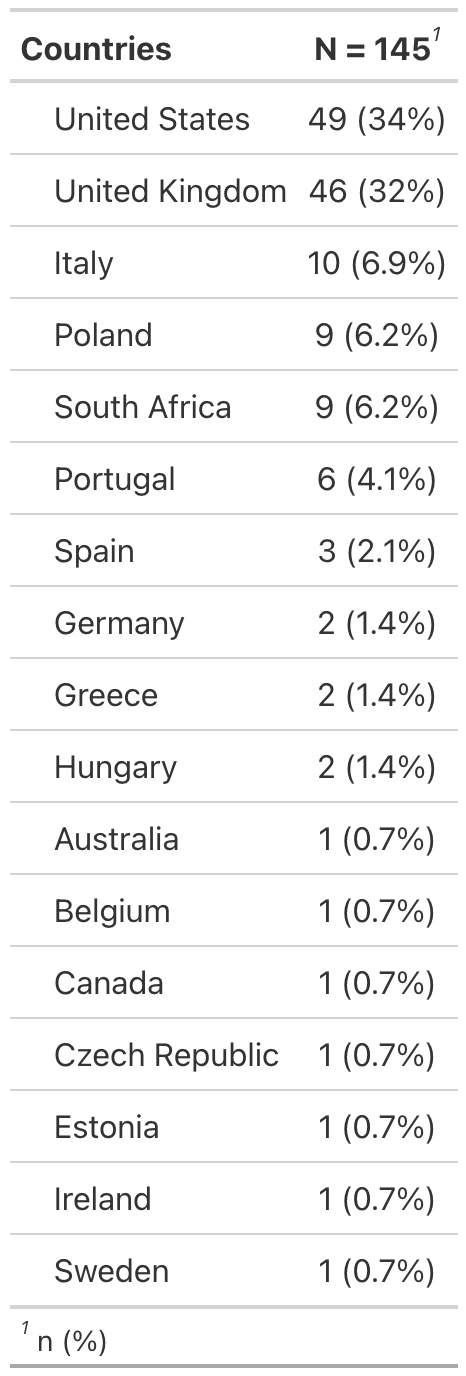 Countries N = 145¹
United States 49 (34%)
United Kingdom 46 (32%)
Italy 10 (6.9%)
Poland 9 (6.2%)
South Africa 9 (6.2%)
Portugal 6 (4.1%)
Spain 3 (2.1%)
Germany 2 (1.4%)
Greece 2 (1.4%)
Hungary 2 (1.4%)
Australia 1 (0.7%)
Belgium 1 (0.7%)
Canada 1 (0.7%)
Czech Republic 1 (0.7%)
Estonia 1 (0.7%)
Ireland 1 (0.7%)
Sweden 1 (0.7%)
¹ n (%)